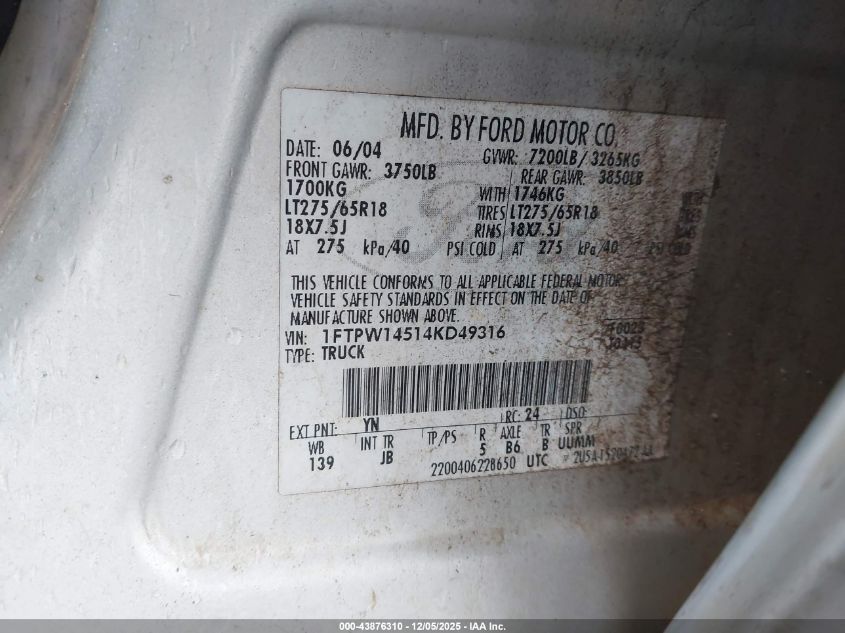 MFD. BY FORD MOTOR CO.
DATE: 06/04 GVWR: 7200LB / 3265KG
FRONT GAWR: 3750LB REAR GAWR: 3850LB
1700KG WITH 1746KG
LT275/65R18 TIRES LT275/65R18
18X7.5J RIMS 18X7.5J
AT 275 kPa/40 PSI COLD AT 275 kPa/40 PSI COLD
THIS VEHICLE CONFORMS TO ALL APPLICABLE FEDERAL MOTOR
VEHICLE SAFETY STANDARDS IN EFFECT ON THE DATE OF
MANUFACTURE SHOWN ABOVE.
VIN: 1FTPW14514KD49316
TYPE: TRUCK
EXT PNT: YN RC: 24 DSO:
WB INT TR TP/PS R AXLE TR SPR
139 JB 5 B6 B UUMM
2200406228650 UTC
000-43876310 - 12/05/2025 - IAA Inc.